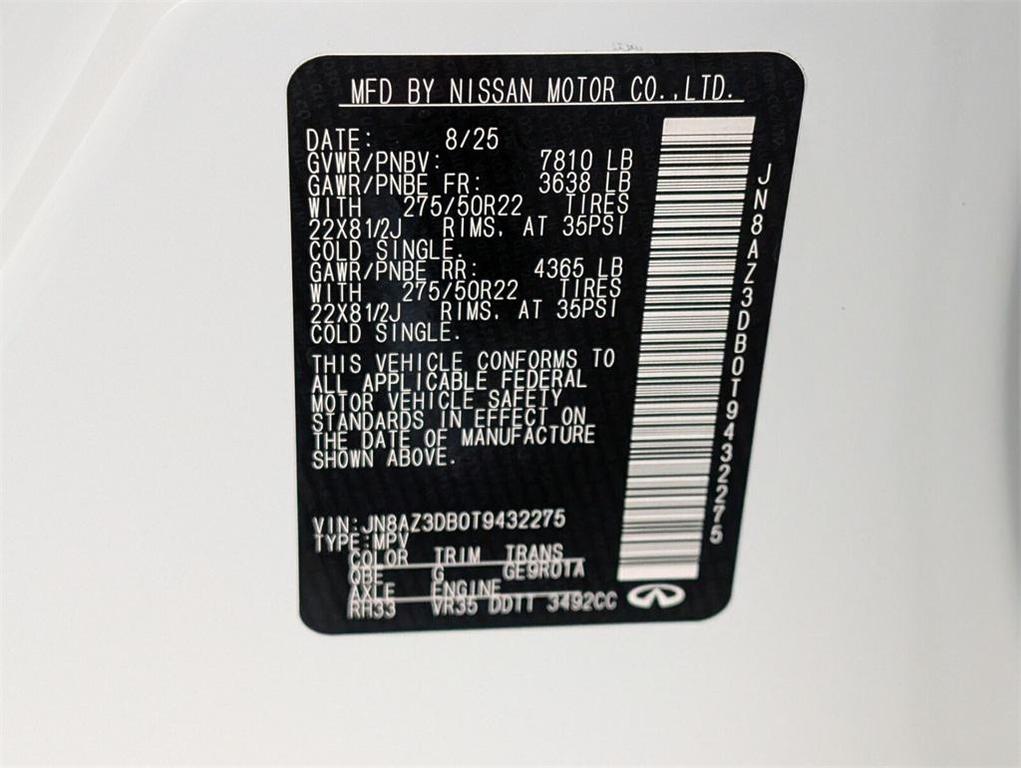 MFD BY NISSAN MOTOR CO.,LTD.
DATE: 8/25
GVWR/PNBV: 7810 LB
GAWR/PNBE FR: 3638 LB
WITH 275/50R22 TIRES
22X81/2J RIMS, AT 35PSI
COLD SINGLE.
GAWR/PNBE RR: 4365 LB
WITH 275/50R22 TIRES
22X81/2J RIMS, AT 35PSI
COLD SINGLE.
THIS VEHICLE CONFORMS TO
ALL APPLICABLE FEDERAL
MOTOR VEHICLE SAFETY
STANDARDS IN EFFECT ON
THE DATE OF MANUFACTURE
SHOWN ABOVE.
VIN:JN8AZ3DB0T9432275
TYPE:MPV
COLOR TRIM TRANS
QBE G GE9R01A
AXLE ENGINE
RH33 VR35 DDTT 3492CC
JN8AZ3DB0T9432275